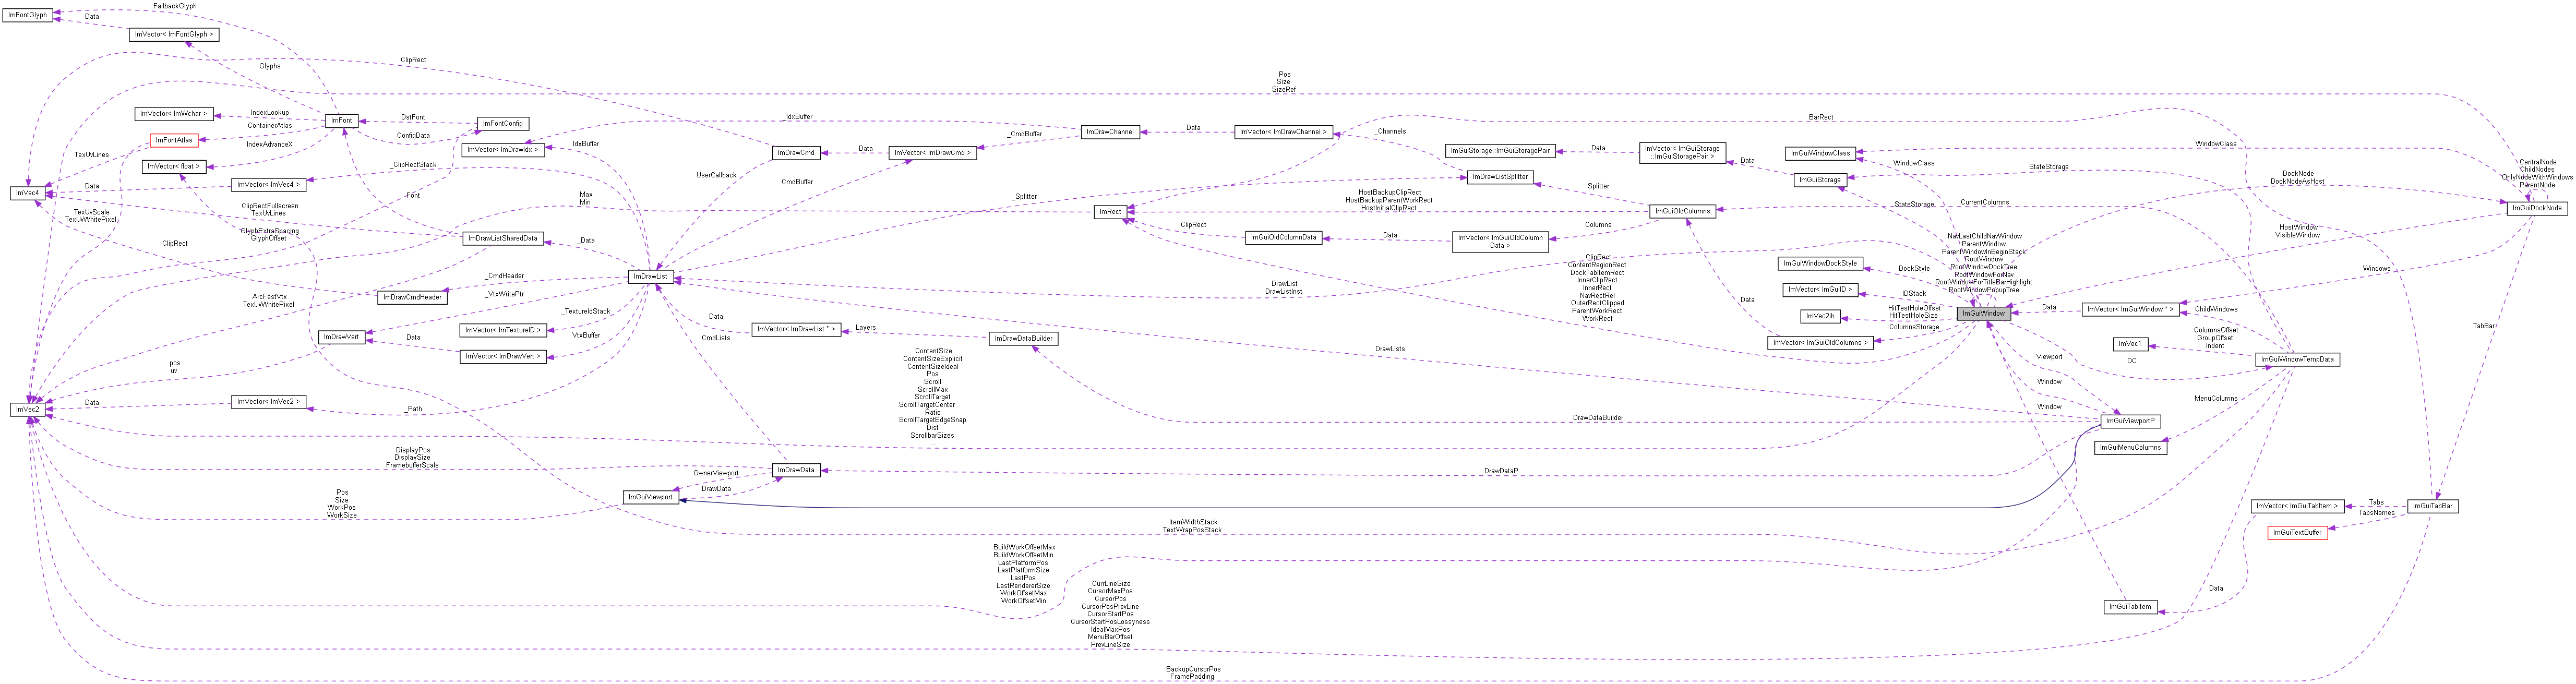 ImFontGlyph
FallbackGlyph
Data
ImVector< ImFontGlyph >
Glyphs
ClipRect
Pos
Size
SizeRef
ImVector< ImWchar >
IndexLookup
ImFont
DstFont
ImFontConfig
ContainerAtlas
ConfigData
ImFontAtlas
IndexAdvanceX
TexUvLines
ImVector< float >
ImVector< ImDrawIdx >
_IdxBuffer
IdxBuffer
ImDrawChannel
_CmdBuffer
Data
ImVector< ImDrawChannel >
_Channels
BarRect
ImDrawCmd
Data
ImVector< ImDrawCmd >
ImGuiStorage::ImGuiStoragePair
Data
ImVector< ImGuiStorage
::ImGuiStoragePair >
Data
ImGuiWindowClass
WindowClass
WindowClass
StateStorage
ImGuiStorage
StateStorage
DockNode
DockNodeAsHost
CentralNode
ChildNodes
OnlyNodeWithWindows
ParentNode
ImGuiDockNode
_ClipRectStack
UserCallback
CmdBuffer
ImDrawListSplitter
ImVec4
Data
ImVector< ImVec4 >
Font
Max
Min
_Splitter
Splitter
HostBackupClipRect
HostBackupParentWorkRect
HostInitialClipRect
ImGuiOldColumns
CurrentColumns
ClipRectFullscreen
TexUvLines
TexUvScale
TexUvWhitePixel
ImRect
GlyphExtraSpacing
GlyphOffset
ImDrawListSharedData
_Data
ClipRect
ImGuiOldColumnData
Data
ImVector< ImGuiOldColumn
Data >
Columns
HostWindow
VisibleWindow
NavLastChildNavWindow
ParentWindow
ParentWindowInBeginStack
RootWindow
RootWindowDockTree
RootWindowForNav
RootWindowForTitleBarHighlight
RootWindowPopupTree
ClipRect
_CmdHeader
ImDrawList
ImDrawCmdHeader
ClipRect
ContentRegionRect
DockTabItemRect
InnerClipRect
InnerRect
NavRectRel
OuterRectClipped
ParentWorkRect
WorkRect
DrawList
DrawListInst
ImGuiWindowDockStyle
DockStyle
Windows
ArcFastVtx
TexUvWhitePixel
_VtxWritePtr
ImVector< ImGuiID >
IDStack
Data
ImVector< ImGuiWindow * >
ImGuiWindow
ChildWindows
ImVec2ih
HitTestHoleOffset
HitTestHoleSize
ImVector< ImTextureID >
_TextureIdStack
ImVector< ImDrawList * >
Data
Layers
ImDrawDataBuilder
Data
ImVector< ImGuiOldColumns >
ColumnsStorage
ImDrawVert
Data
ImVector< ImDrawVert >
VtxBuffer
CmdLists
DrawLists
ImVec1
ColumnsOffset
GroupOffset
Indent
TabBar
Viewport
DC
ImGuiWindowTempData
pos
uv
ContentSize
ContentSizeExplicit
ContentSizeIdeal
Pos
Scroll
ScrollMax
ScrollTarget
ScrollTargetCenter
Ratio
ScrollTargetEdgeSnap
Dist
ScrollbarSizes
Window
Window
MenuColumns
ImVec2
Data
ImVector< ImVec2 >
_Path
DrawDataBuilder
ImGuiViewportP
ImGuiMenuColumns
DisplayPos
DisplaySize
FramebufferScale
ImDrawData
OwnerViewport
DrawData
DrawDataP
ImGuiViewport
Pos
Size
WorkPos
WorkSize
ImVector< ImGuiTabItem >
Tabs
ImGuiTabBar
TabsNames
ImGuiTextBuffer
ItemWidthStack
TextWrapPosStack
BuildWorkOffsetMax
BuildWorkOffsetMin
LastPlatformPos
LastPlatformSize
LastPos
LastRendererSize
WorkOffsetMax
WorkOffsetMin
CurrLineSize
CursorMaxPos
CursorPos
CursorPosPrevLine
CursorStartPos
CursorStartPosLossyness
IdealMaxPos
MenuBarOffset
PrevLineSize
Data
ImGuiTabItem
BackupCursorPos
FramePadding